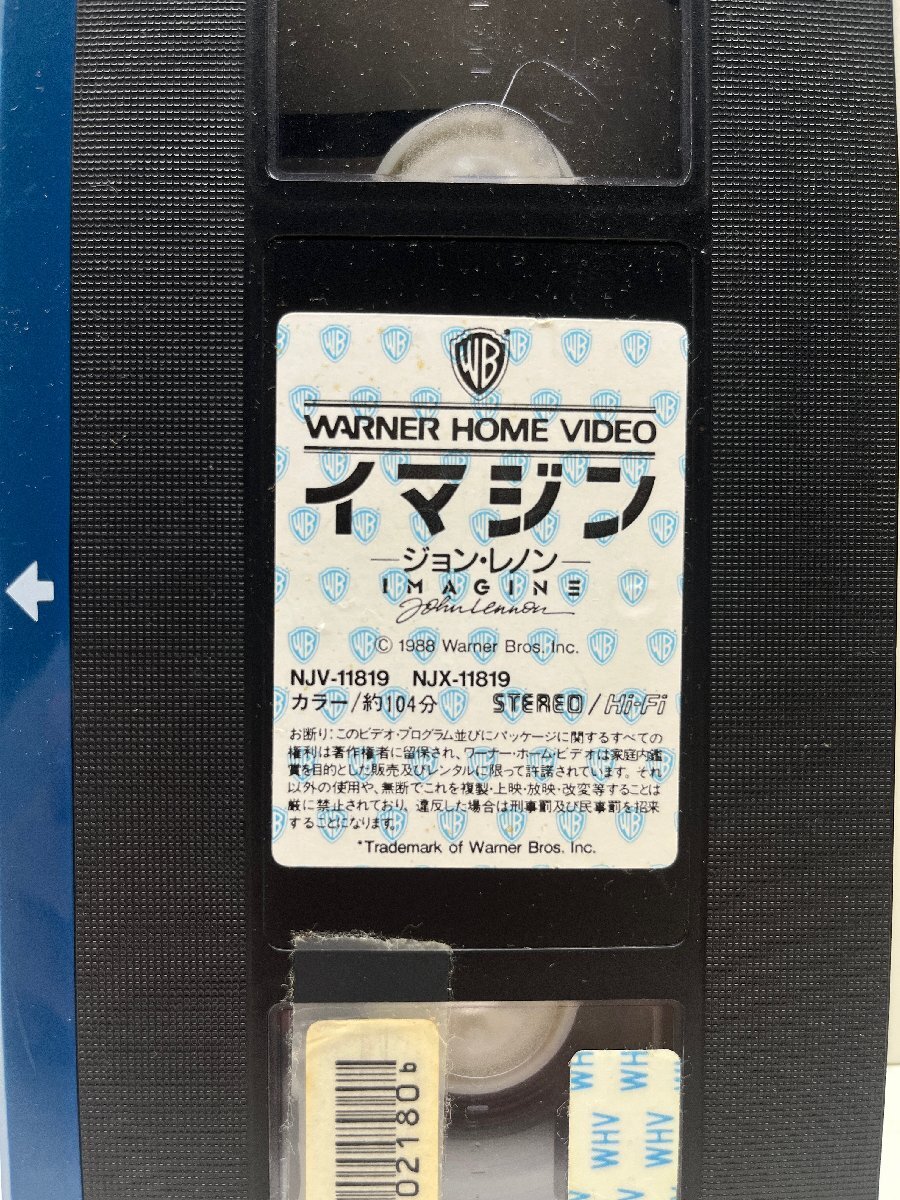 WB
WARNER HOME VIDEO
イマジン
—ジョン・レノン—
IMAGINE
John Lennon
© 1988 Warner Bros. Inc.
NJV-11819 NJX-11819
カラー/約104分 STEREO / Hi-Fi
お断り:このビデオ・プログラム並びにパッケージに関するすべての
権利は著作権者に留保され、ワーナー・ホーム・ビデオは家庭内鑑
賞を目的とした販売及びレンタルに限って許諾されています。それ
以外の使用や、無断でこれを複製・上映・放映・改変等することは
厳に禁止されており、違反した場合は刑事罰及び民事罰を招来
することになります。
*Trademark of Warner Bros. Inc.
02180 b
WHV WHV
WHV WHV